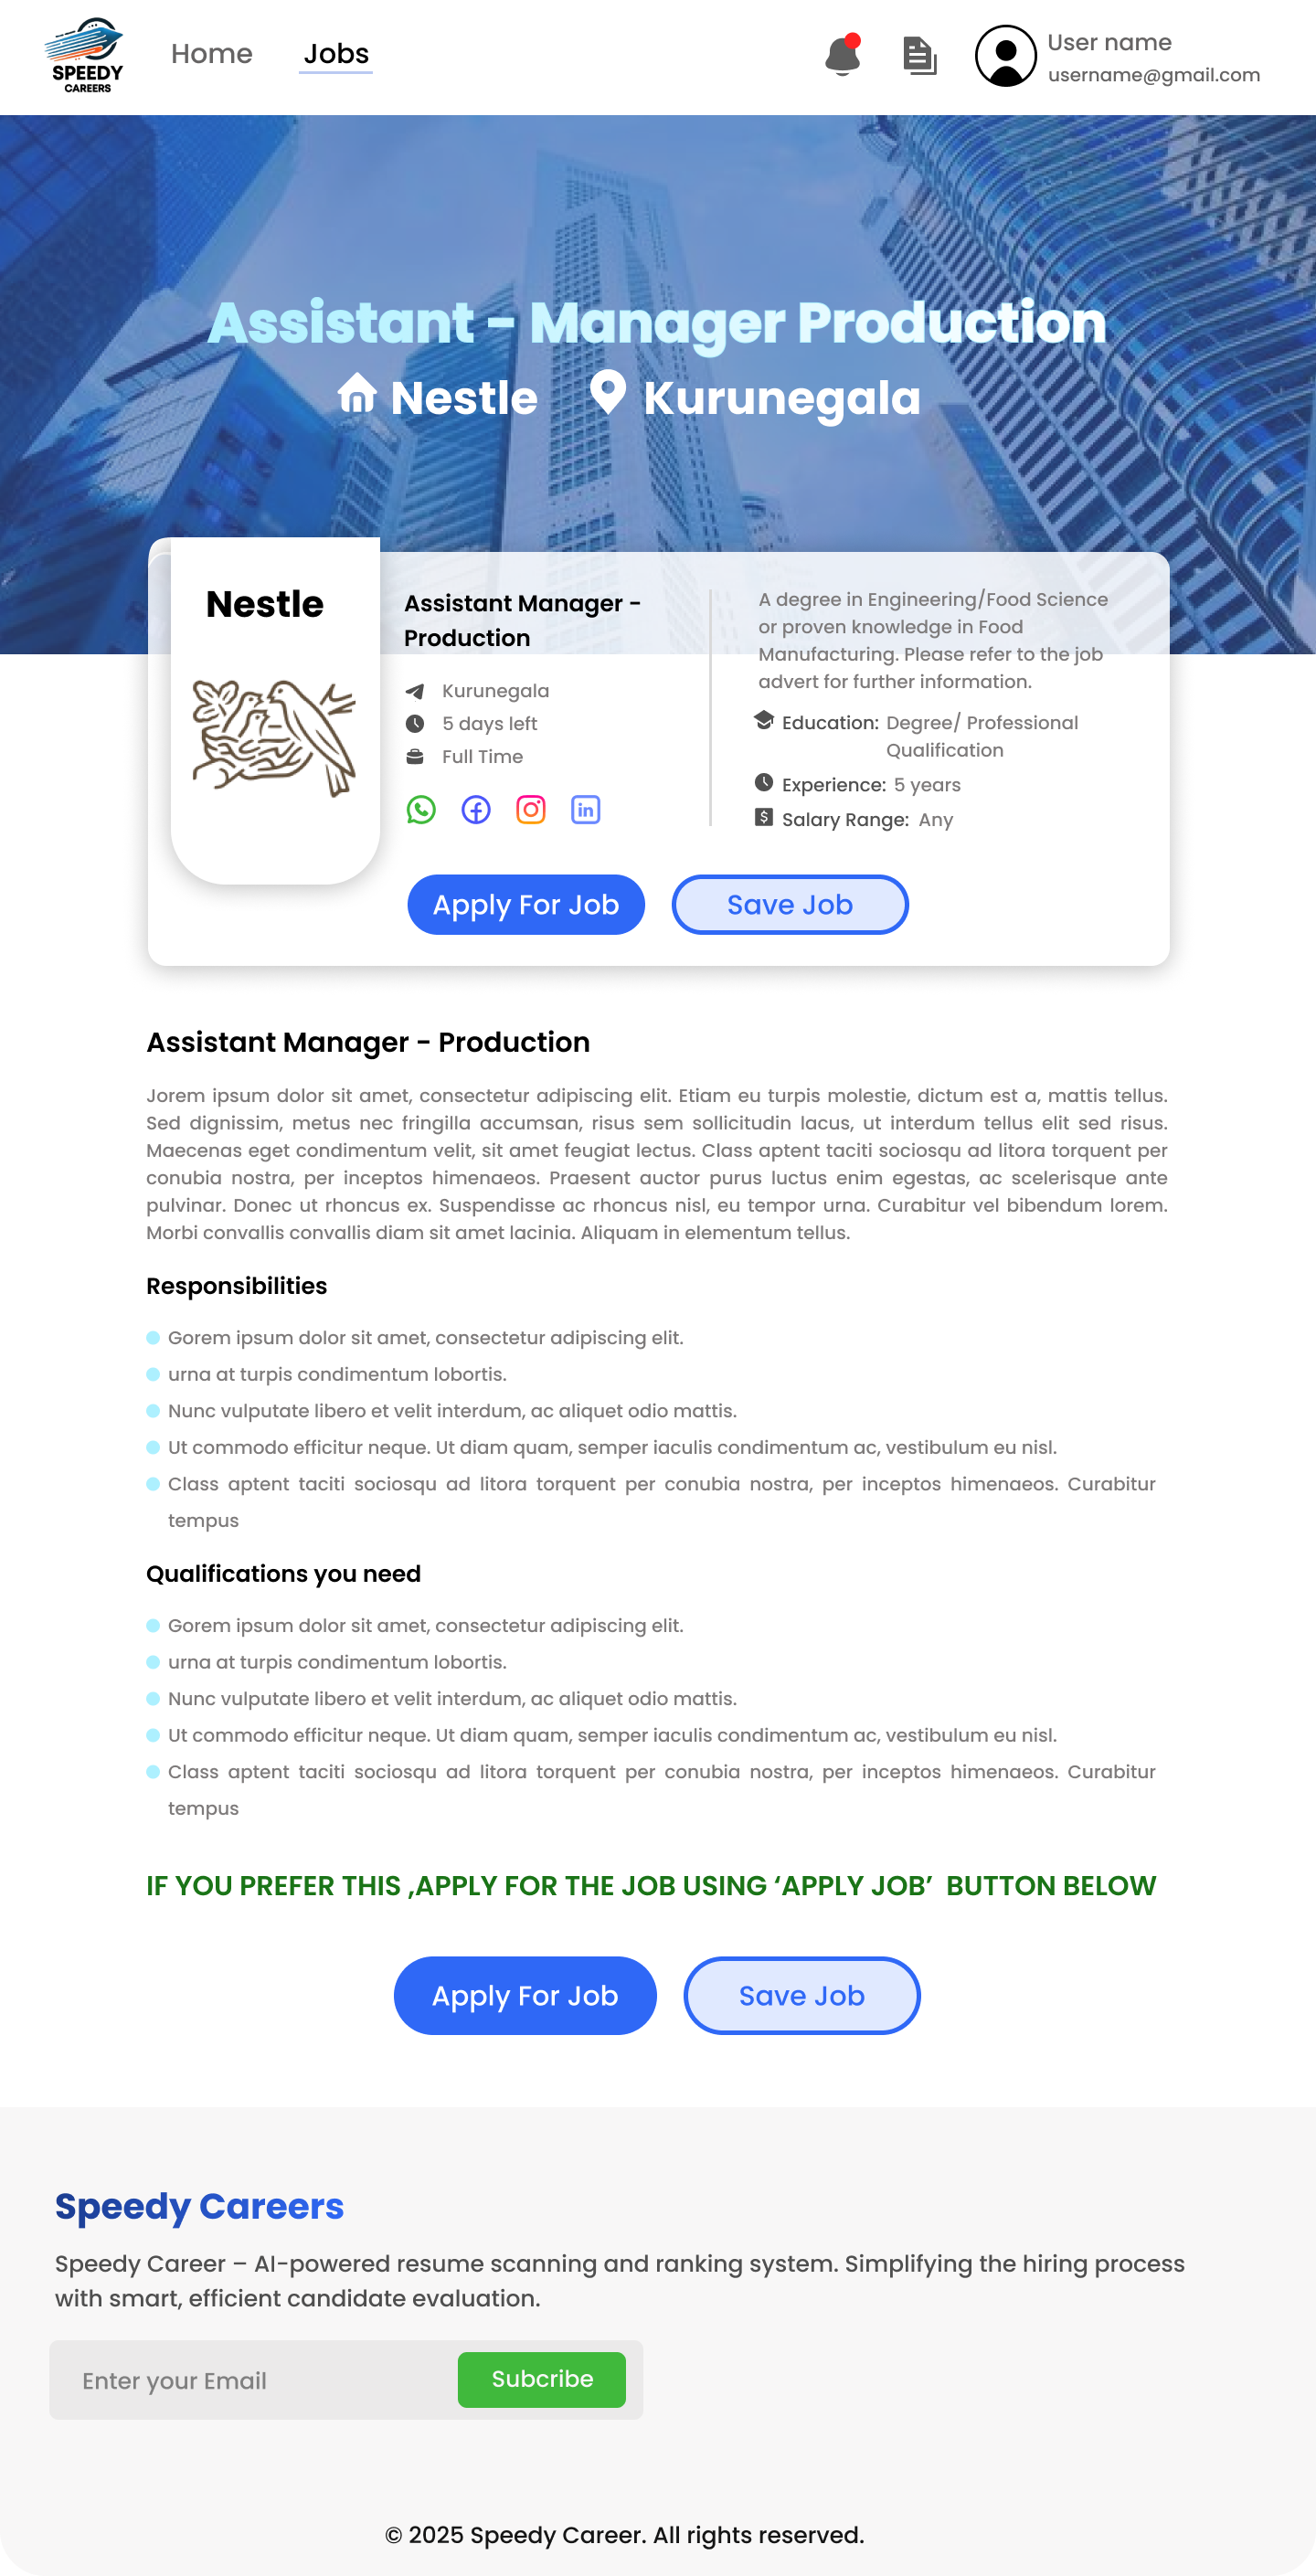 SPEEDY
CAREERS
Home
Jobs
User name
username@gmail.com
Assistant - Manager Production
Nestle
Kurunegala
Nestle
Assistant Manager -
Production
Kurunegala
5 days left
Full Time
in
A degree in Engineering/Food Science
or proven knowledge in Food
Manufacturing. Please refer to the job
advert for further information.
Education: Degree/ Professional
Qualification
Experience: 5 years
$ Salary Range: Any
Apply For Job
Save Job
Assistant Manager - Production
Jorem ipsum dolor sit amet, consectetur adipiscing elit. Etiam eu turpis molestie, dictum est a, mattis tellus.
Sed dignissim, metus nec fringilla accumsan, risus sem sollicitudin lacus, ut interdum tellus elit sed risus.
Maecenas eget condimentum velit, sit amet feugiat lectus. Class aptent taciti sociosqu ad litora torquent per
conubia nostra, per inceptos himenaeos. Praesent auctor purus luctus enim egestas, ac scelerisque ante
pulvinar. Donec ut rhoncus ex. Suspendisse ac rhoncus nisl, eu tempor urna. Curabitur vel bibendum lorem.
Morbi convallis convallis diam sit amet lacinia. Aliquam in elementum tellus.
Responsibilities
Gorem ipsum dolor sit amet, consectetur adipiscing elit.
urna at turpis condimentum lobortis.
Nunc vulputate libero et velit interdum, ac aliquet odio mattis.
Ut commodo efficitur neque. Ut diam quam, semper iaculis condimentum ac, vestibulum eu nisl.
Class aptent taciti sociosqu ad litora torquent per conubia nostra, per inceptos himenaeos. Curabitur
tempus
Qualifications you need
Gorem ipsum dolor sit amet, consectetur adipiscing elit.
urna at turpis condimentum lobortis.
Nunc vulputate libero et velit interdum, ac aliquet odio mattis.
Ut commodo efficitur neque. Ut diam quam, semper iaculis condimentum ac, vestibulum eu nisl.
Class aptent taciti sociosqu ad litora torquent per conubia nostra, per inceptos himenaeos. Curabitur
tempus
IF YOU PREFER THIS ,APPLY FOR THE JOB USING ‘APPLY JOB’ BUTTON BELOW
Apply For Job
Save Job
Speedy Careers
Speedy Career – AI-powered resume scanning and ranking system. Simplifying the hiring process
with smart, efficient candidate evaluation.
Enter your Email
Subcribe
© 2025 Speedy Career. All rights reserved.